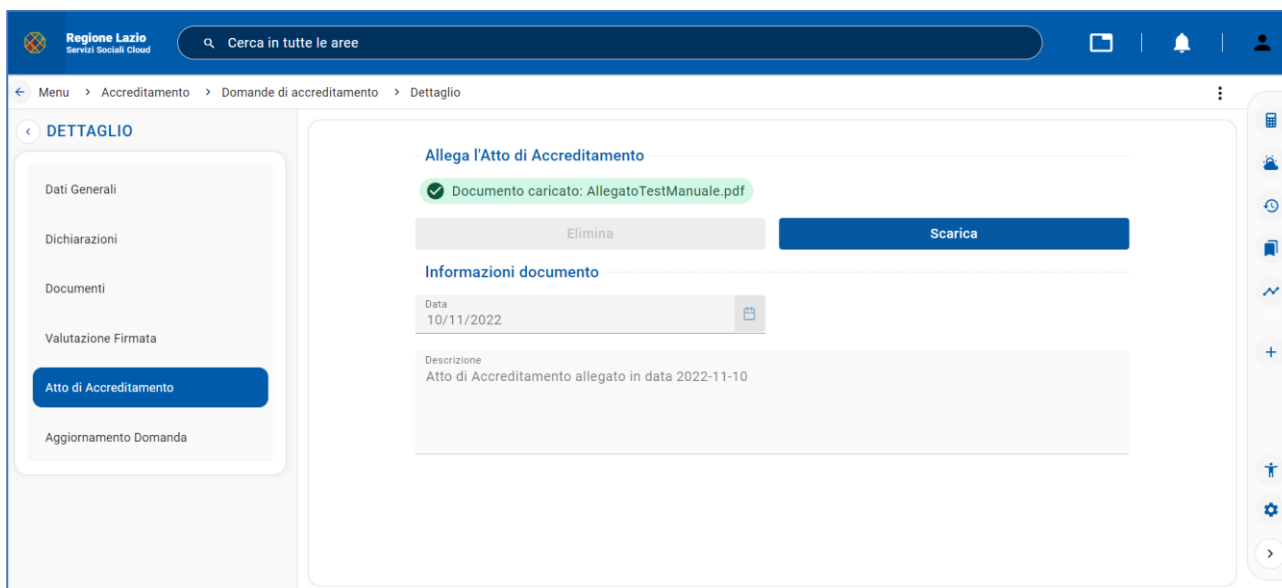 Regione Lazio
Servizi Sociali Cloud
Cerca in tutte le aree
Menu > Accreditamento > Domande di accreditamento > Dettaglio
DETTAGLIO
Dati Generali
Dichiarazioni
Documenti
Valutazione Firmata
Atto di Accreditamento
Aggiornamento Domanda
Allega l'Atto di Accreditamento
Documento caricato: AllegatoTestManuale.pdf
Elimina
Scarica
Informazioni documento
Data
10/11/2022
Descrizione
Atto di Accreditamento allegato in data 2022-11-10